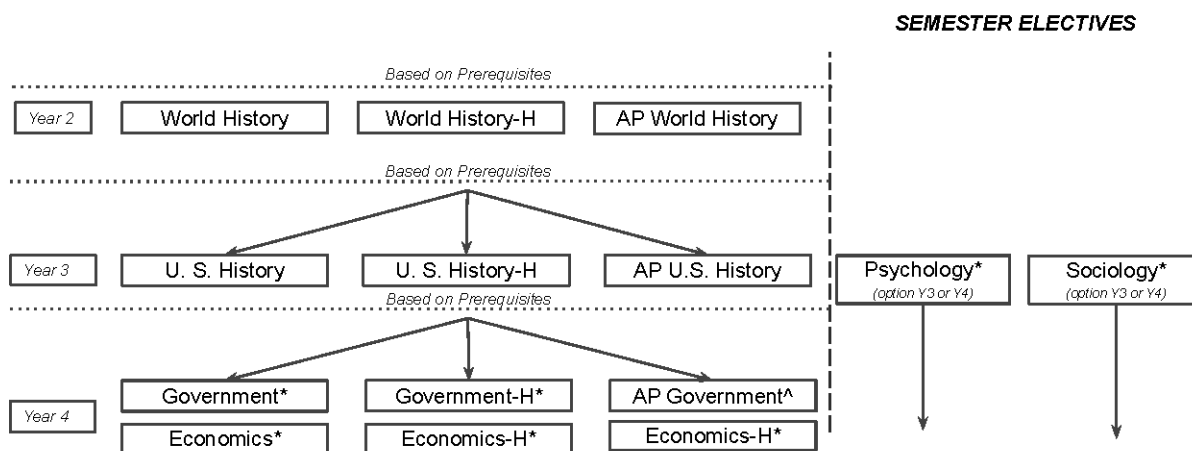 SEMESTER ELECTIVES
Based on Prerequisites
Year 2
World History
World History-H
AP World History
Based on Prerequisites
Year 3
U. S. History
U. S. History-H
AP U.S. History
Psychology*
(option Y3 or Y4)
Sociology*
(option Y3 or Y4)
Based on Prerequisites
Year 4
Government*
Government-H*
AP Government^
Economics*
Economics-H*
Economics-H*